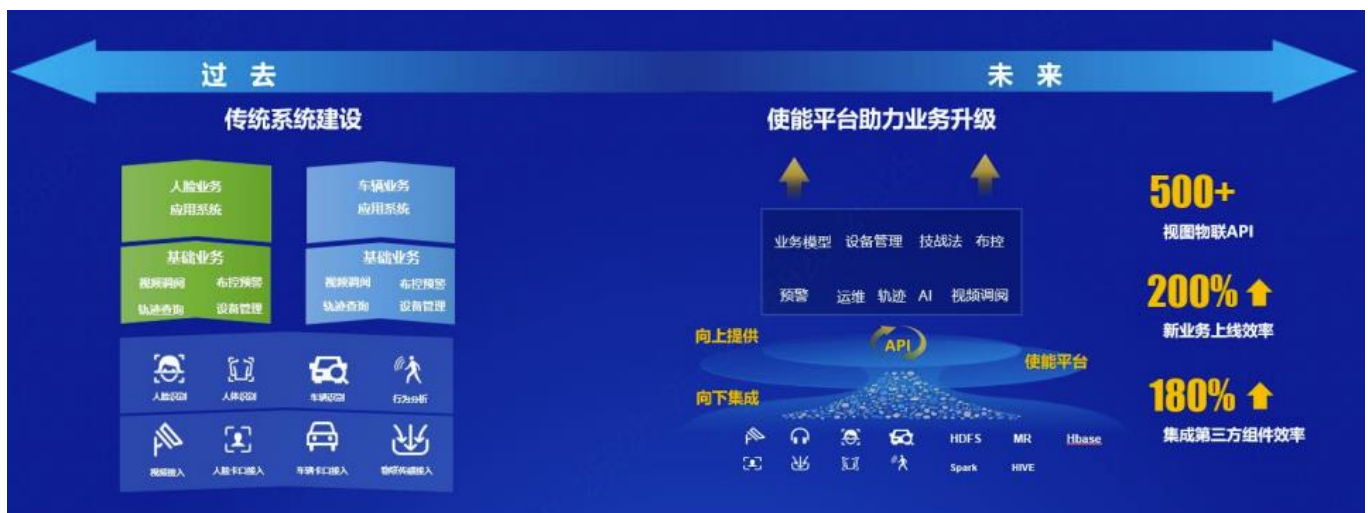 过去
未来
传统系统建设
使能平台助力业务升级
人脸业务
应用系统
车辆业务
应用系统
基础业务
视频调阅 布控预警
轨迹查询 设备管理
基础业务
视频调阅 布控预警
轨迹查询 设备管理
人脸识别 人体识别 车辆识别 行为分析
视频接入 人脸卡口接入 车辆卡口接入 物联传感接入
业务模型 设备管理 技战法 布控
预警 运维 轨迹 AI 视频调阅
向上提供
API
使能平台
向下集成
HDFS MR Hbase
Spark HIVE
500+
视图物联API
200%
新业务上线效率
180%
集成第三方组件效率